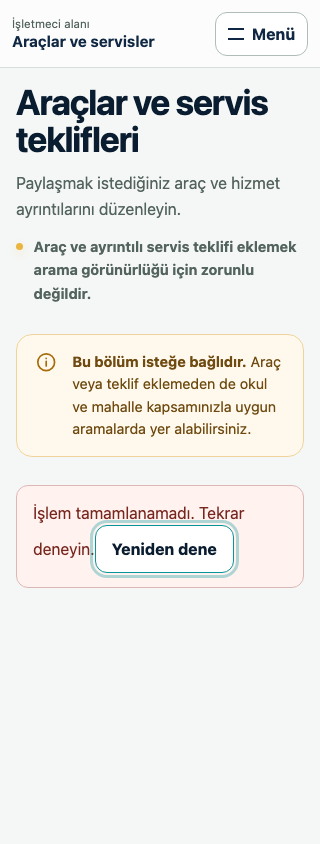 İşletmeci alanı
Araçlar ve servisler
Menü
Araçlar ve servis
teklifleri
Paylaşmak istediğiniz araç ve hizmet
ayrıntılarını düzenleyin.
Araç ve ayrıntılı servis teklifi eklemek
arama görünürlüğü için zorunlu
değildir.
Bu bölüm isteğe bağlıdır. Araç
veya teklif eklemeden de okul
ve mahalle kapsamınızla uygun
aramalarda yer alabilirsiniz.
İşlem tamamlanamadı. Tekrar
deneyin. Yeniden dene